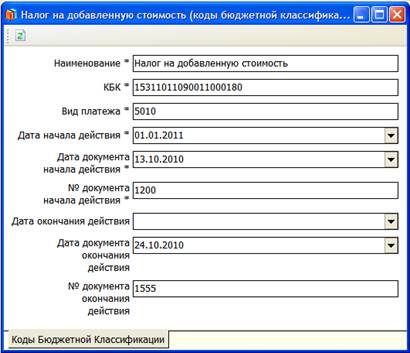 Налог на добавленную стоимость (коды бюджетной классифика...
Наименование * Налог на добавленную стоимость
КБК * 15311011090011000180
Вид платежа * 5010
Дата начала действия * 01.01.2011
Дата документа
начала действия * 13.10.2010
№ документа
начала действия * 1200
Дата окончания действия
Дата документа
окончания
действия 24.10.2010
№ документа
окончания
действия 1555
Коды Бюджетной Классификации